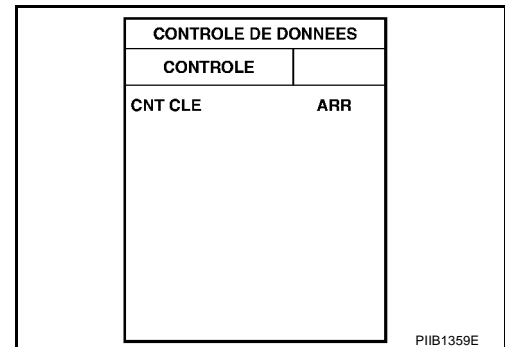 CONTROLE DE DONNEES
CONTROLE
CNT CLE ARR
PIIB1359E